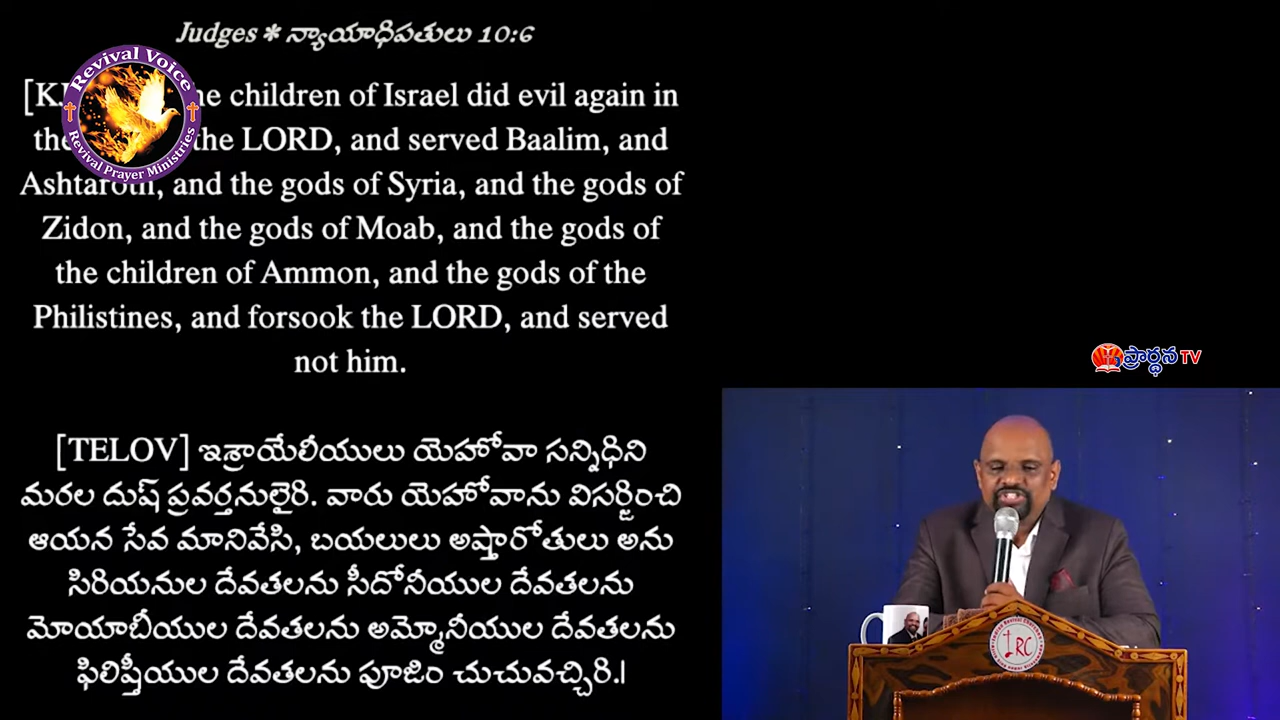 Judges * న్యాయాధిపతులు 10:6
Revival Voice
Revival Prayer Ministries
[K he children of Israel did evil again in
the the LORD, and served Baalim, and
Ashtaroth, and the gods of Syria, and the gods of
Zidon, and the gods of Moab, and the gods of
the children of Ammon, and the gods of the
Philistines, and forsook the LORD, and served
not him.
[TELOV] ఇశ్రాయేలీయులు యెహోవా సన్నిధిని
మరల దుష్ ప్రవర్తనులైరి. వారు యెహోవాను విసర్జించి
ఆయన సేవ మానివేసి, బయలులు అష్తారోతులు అను
సిరియనుల దేవతలను సీదోనీయుల దేవతలను
మోయాబీయుల దేవతలను అమ్మోనీయుల దేవతలను
ఫిలిష్తీయుల దేవతలను పూజిం చుచువచ్చిరి.|
ప్రార్థన TV
IRC